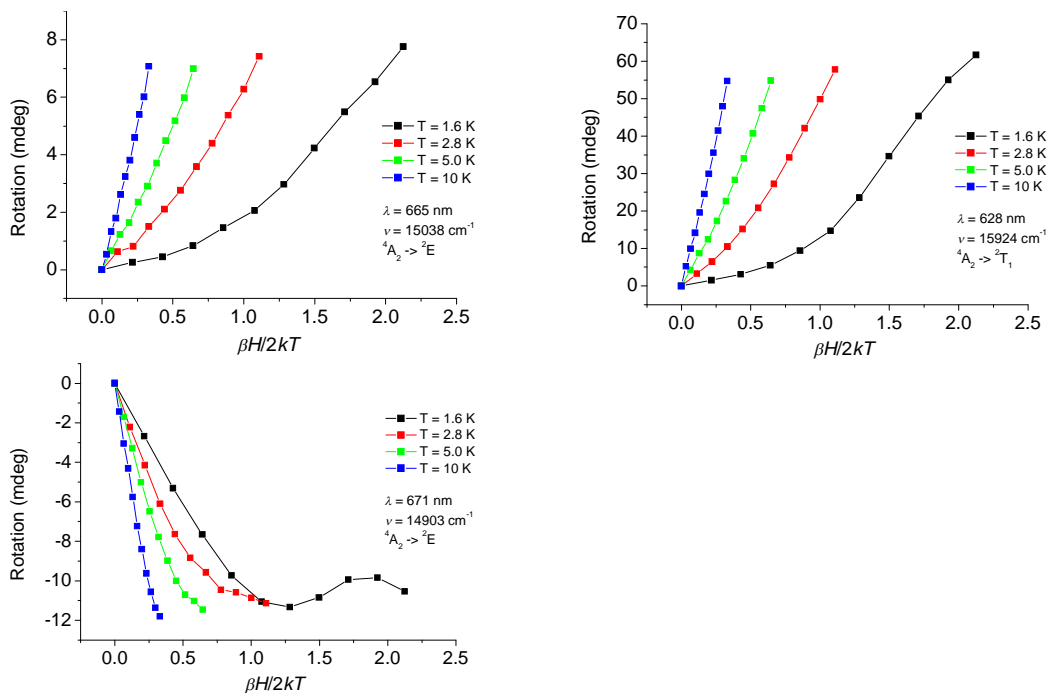 Rotation (mdeg)
8
6
4
2
0
T = 1.6 K
T = 2.8 K
T = 5.0 K
T = 10 K
λ = 665 nm
ν = 15038 cm⁻¹
⁴A₂ -> ²E
0.0 0.5 1.0 1.5 2.0 2.5
βH/2kT
Rotation (mdeg)
70
60
50
40
30
20
10
0
T = 1.6 K
T = 2.8 K
T = 5.0 K
T = 10 K
λ = 628 nm
ν = 15924 cm⁻¹
⁴A₂ -> ²T₁
0.0 0.5 1.0 1.5 2.0 2.5
βH/2kT
Rotation (mdeg)
0
-2
-4
-6
-8
-10
-12
T = 1.6 K
T = 2.8 K
T = 5.0 K
T = 10 K
λ = 671 nm
ν = 14903 cm⁻¹
⁴A₂ -> ²E
0.0 0.5 1.0 1.5 2.0 2.5
βH/2kT